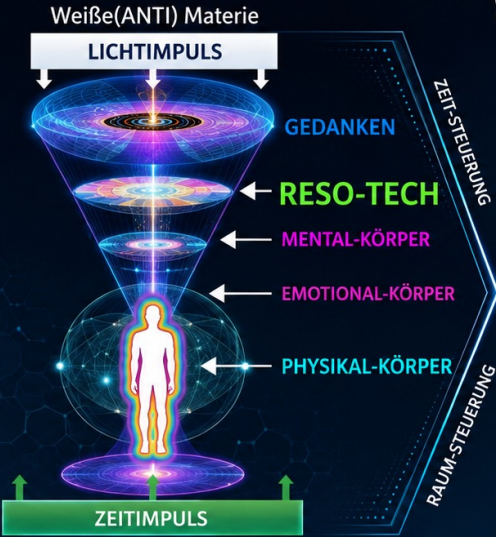 Weiße(ANTI) Materie
LICHTIMPULS
GEDANKEN
RESO-TECH
MENTAL-KÖRPER
EMOTIONAL-KÖRPER
PHYSIKAL-KÖRPER
ZEITIMPULS
ZEIT-STEUERUNG
RAUM-STEUERUNG